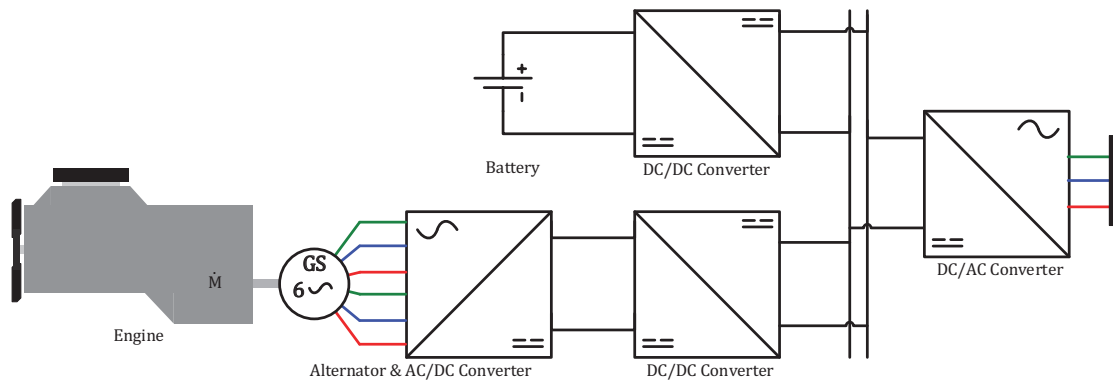 +
Battery
DC/DC Converter
DC/AC Converter
Ṁ
GS
6
Engine
Alternator & AC/DC Converter
DC/DC Converter